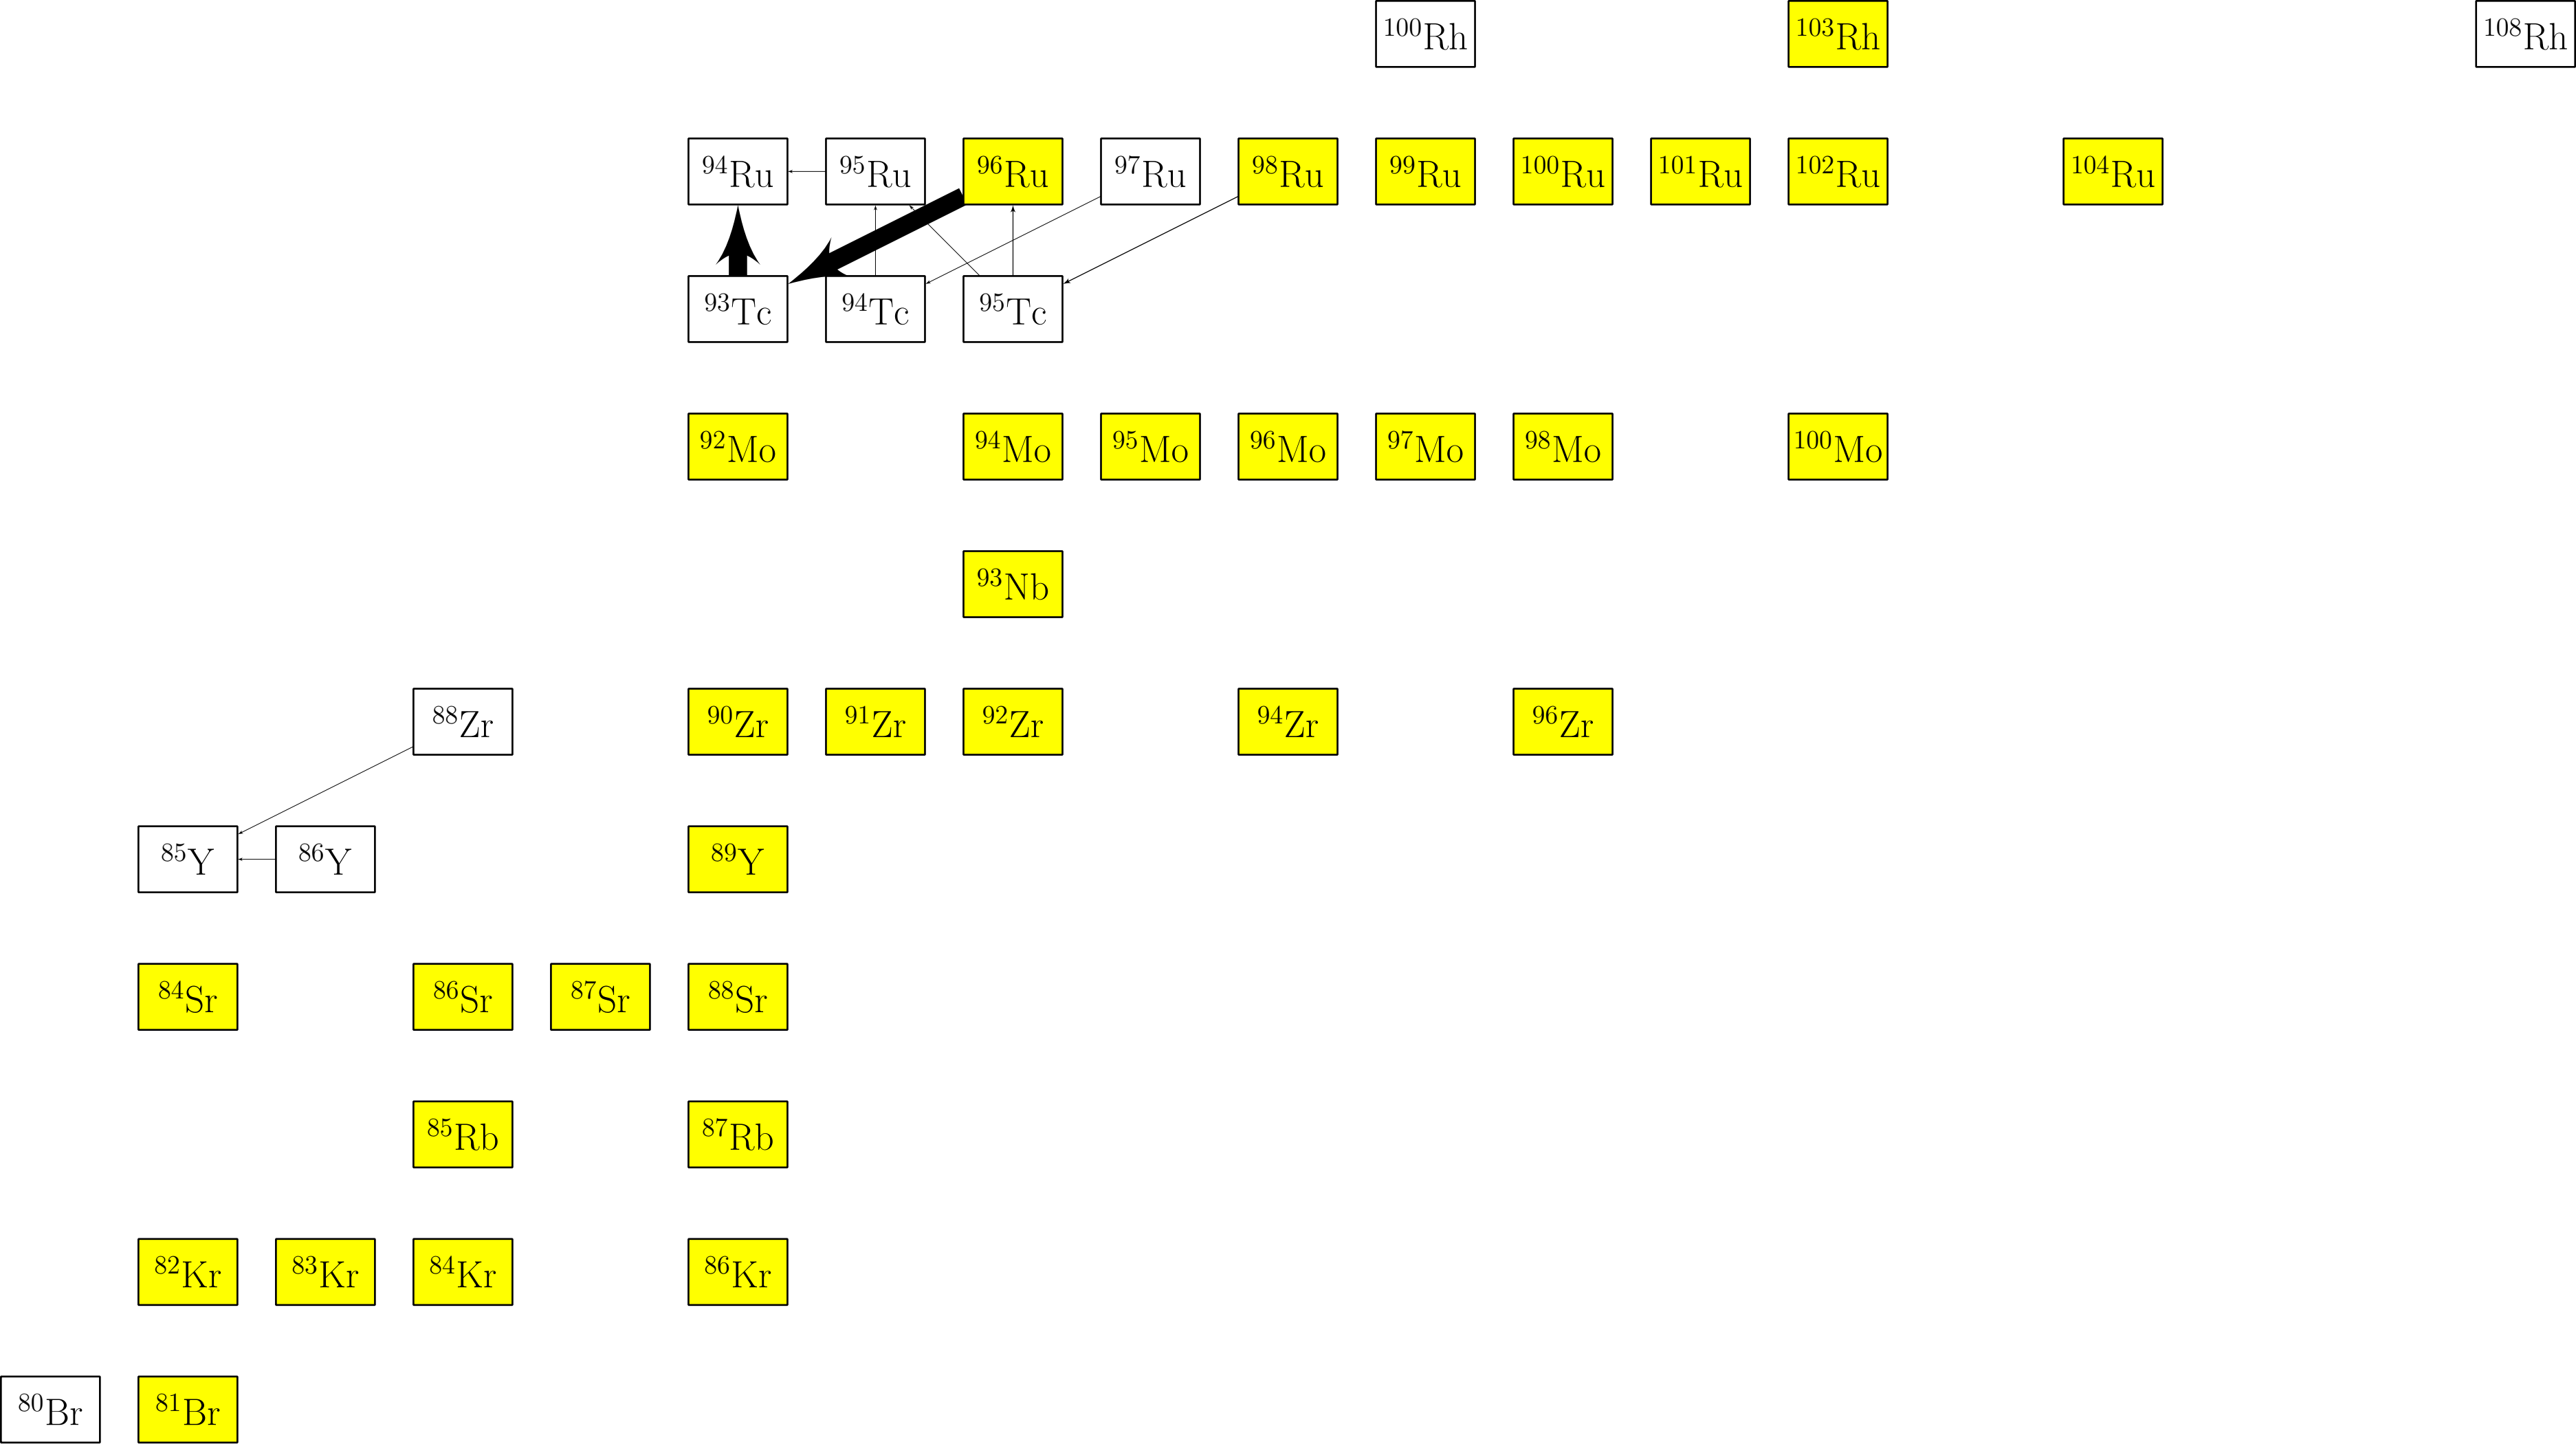 ¹⁰⁰Rh ¹⁰³Rh ¹⁰⁸Rh
⁹⁴Ru ⁹⁵Ru ⁹⁶Ru ⁹⁷Ru ⁹⁸Ru ⁹⁹Ru ¹⁰⁰Ru ¹⁰¹Ru ¹⁰²Ru ¹⁰⁴Ru
⁹³Tc ⁹⁴Tc ⁹⁵Tc
⁹²Mo ⁹⁴Mo ⁹⁵Mo ⁹⁶Mo ⁹⁷Mo ⁹⁸Mo ¹⁰⁰Mo
⁹³Nb
⁸⁸Zr ⁹⁰Zr ⁹¹Zr ⁹²Zr ⁹⁴Zr ⁹⁶Zr
⁸⁵Y ⁸⁶Y ⁸⁹Y
⁸⁴Sr ⁸⁶Sr ⁸⁷Sr ⁸⁸Sr
⁸⁵Rb ⁸⁷Rb
⁸²Kr ⁸³Kr ⁸⁴Kr ⁸⁶Kr
⁸⁰Br ⁸¹Br